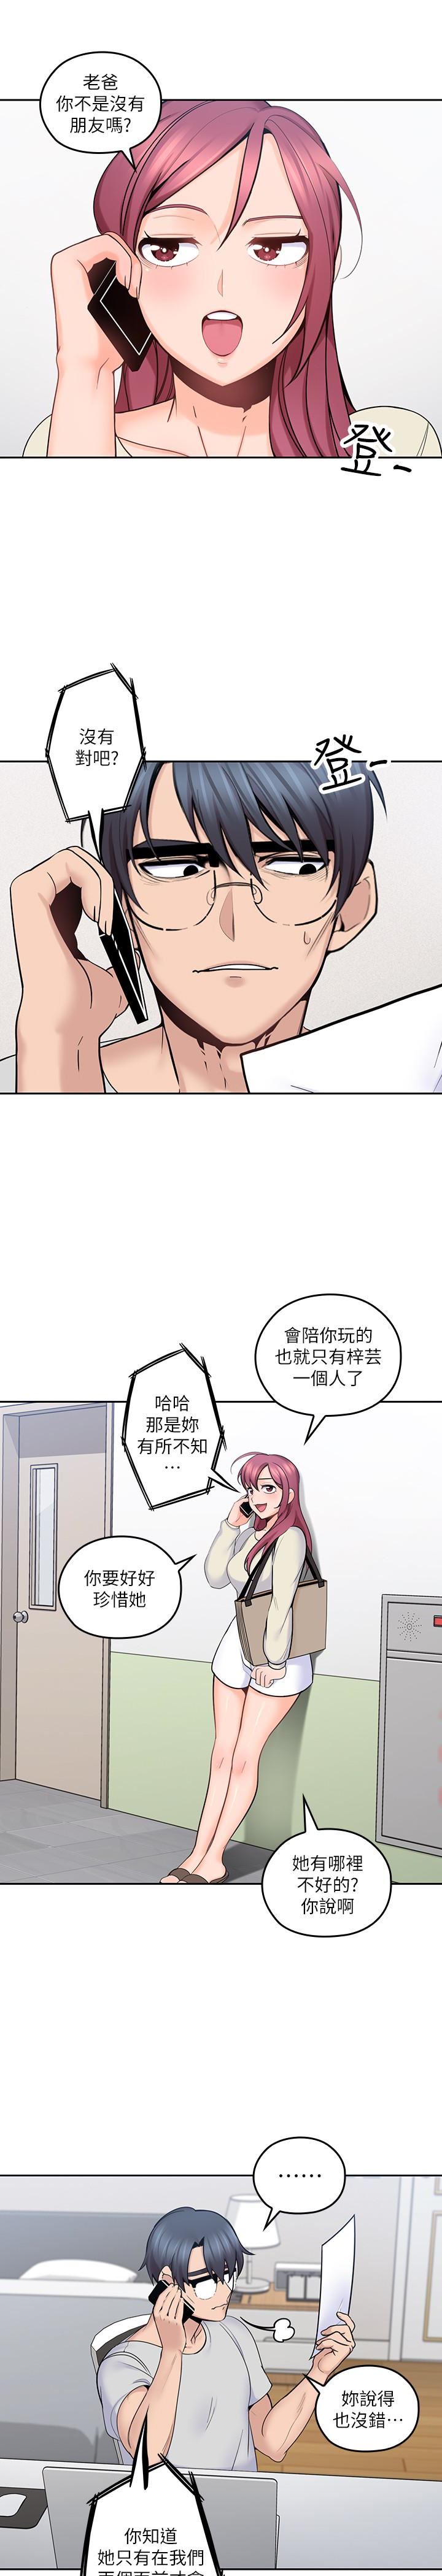 老爸
你不是沒有
朋友嗎?
登-
沒有
對吧?
登-
會陪你玩的
也就只有梓芸
一個人了
哈哈
那是妳
有所不知
⋯
你要好好
珍惜她
她有哪裡
不好的?
你說啊
⋯⋯
妳說得
也沒錯⋯
你知道
她只有在我們